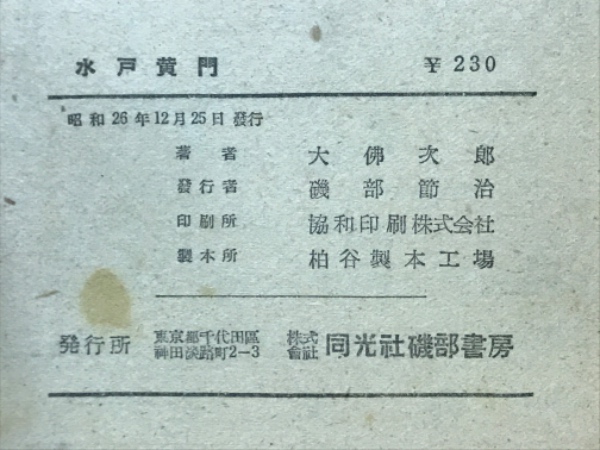 水戸黄門 ¥230
昭和26年12月25日 發行
著者 大佛次郎
發行者 磯部節治
印刷所 協和印刷株式会社
製本所 柏谷製本工場
発行所 東京都千代田區神田淡路町2-3 株式會社 同光社磯部書房